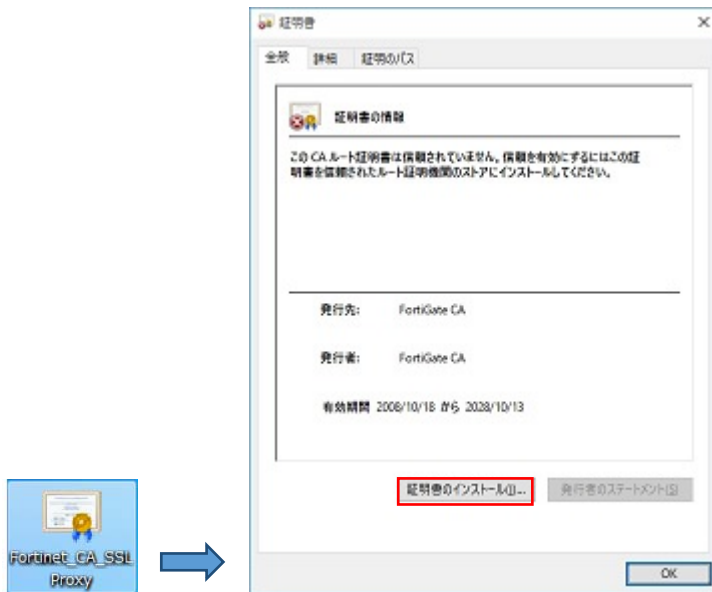 証明書
全般 詳細 証明のパス
証明書の情報
この CA ルート証明書は信頼されていません。信頼を有効にするにはこの証
明書を信頼されたルート証明機関のストアにインストールしてください。
発行先: FortiGate CA
発行者: FortiGate CA
有効期間 2008/10/18 から 2028/10/13
証明書のインストール(I)... 発行者のステートメント(S)
OK
Fortinet_CA_SSL
Proxy